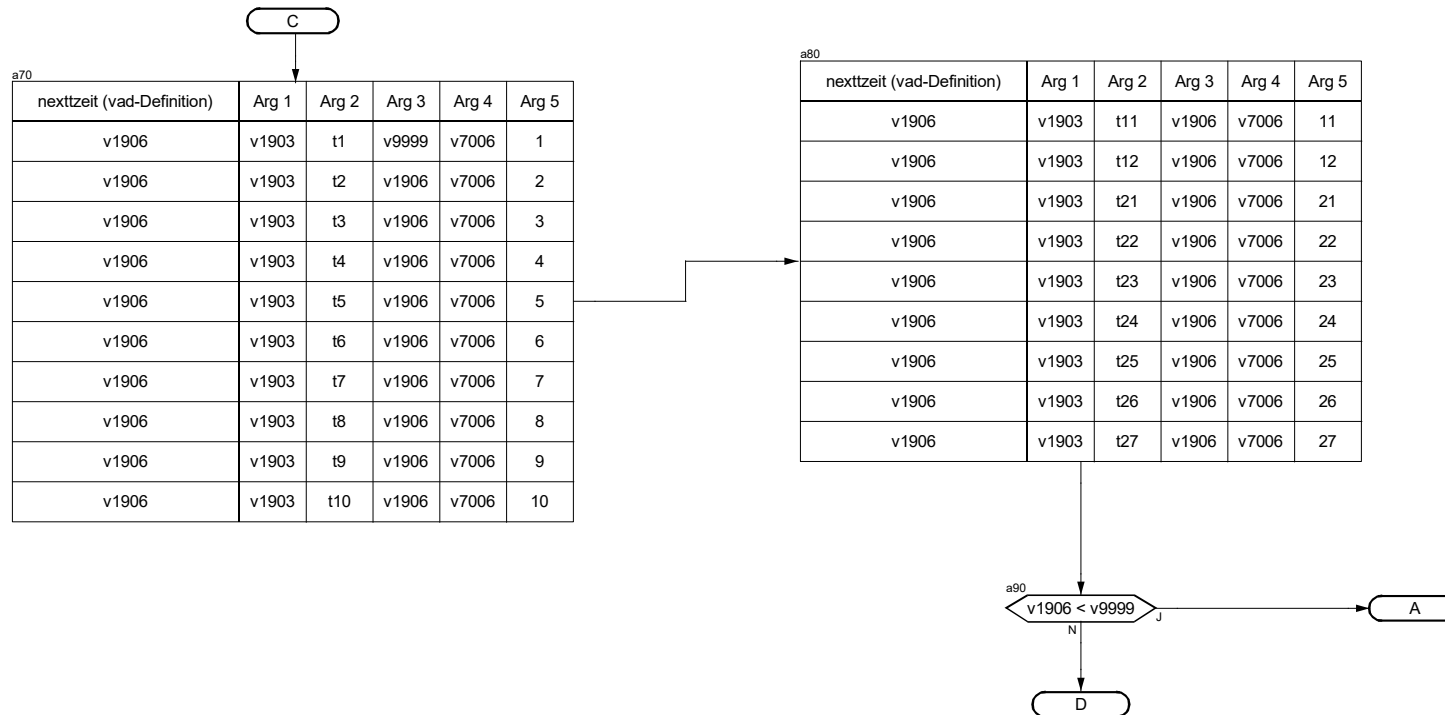 C
a70
nexttzeit (vad-Definition) Arg 1 Arg 2 Arg 3 Arg 4 Arg 5
v1906 v1903 t1 v9999 v7006 1
v1906 v1903 t2 v1906 v7006 2
v1906 v1903 t3 v1906 v7006 3
v1906 v1903 t4 v1906 v7006 4
v1906 v1903 t5 v1906 v7006 5
v1906 v1903 t6 v1906 v7006 6
v1906 v1903 t7 v1906 v7006 7
v1906 v1903 t8 v1906 v7006 8
v1906 v1903 t9 v1906 v7006 9
v1906 v1903 t10 v1906 v7006 10
a80
nexttzeit (vad-Definition) Arg 1 Arg 2 Arg 3 Arg 4 Arg 5
v1906 v1903 t11 v1906 v7006 11
v1906 v1903 t12 v1906 v7006 12
v1906 v1903 t21 v1906 v7006 21
v1906 v1903 t22 v1906 v7006 22
v1906 v1903 t23 v1906 v7006 23
v1906 v1903 t24 v1906 v7006 24
v1906 v1903 t25 v1906 v7006 25
v1906 v1903 t26 v1906 v7006 26
v1906 v1903 t27 v1906 v7006 27
a90
v1906 < v9999
J
A
N
D